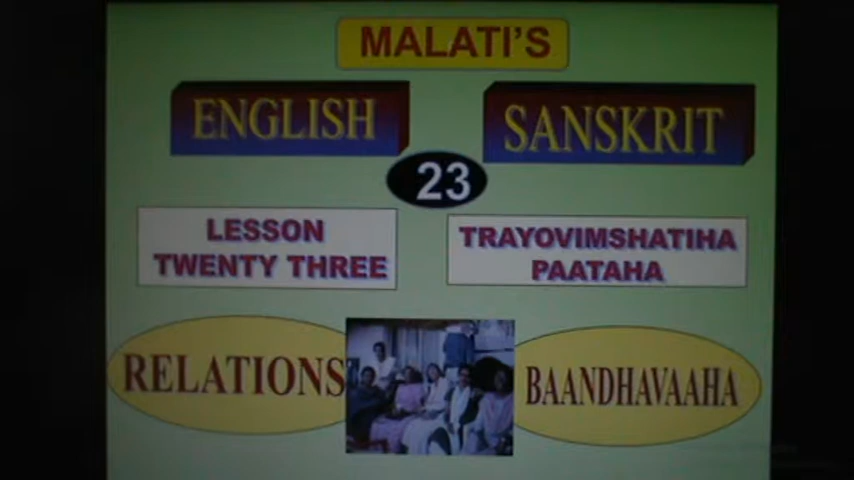 MALATI'S
ENGLISH
SANSKRIT
23
LESSON
TWENTY THREE
TRAYOVIMSHATIHA
PAATAHA
RELATIONS
BAANDHAVAAHA